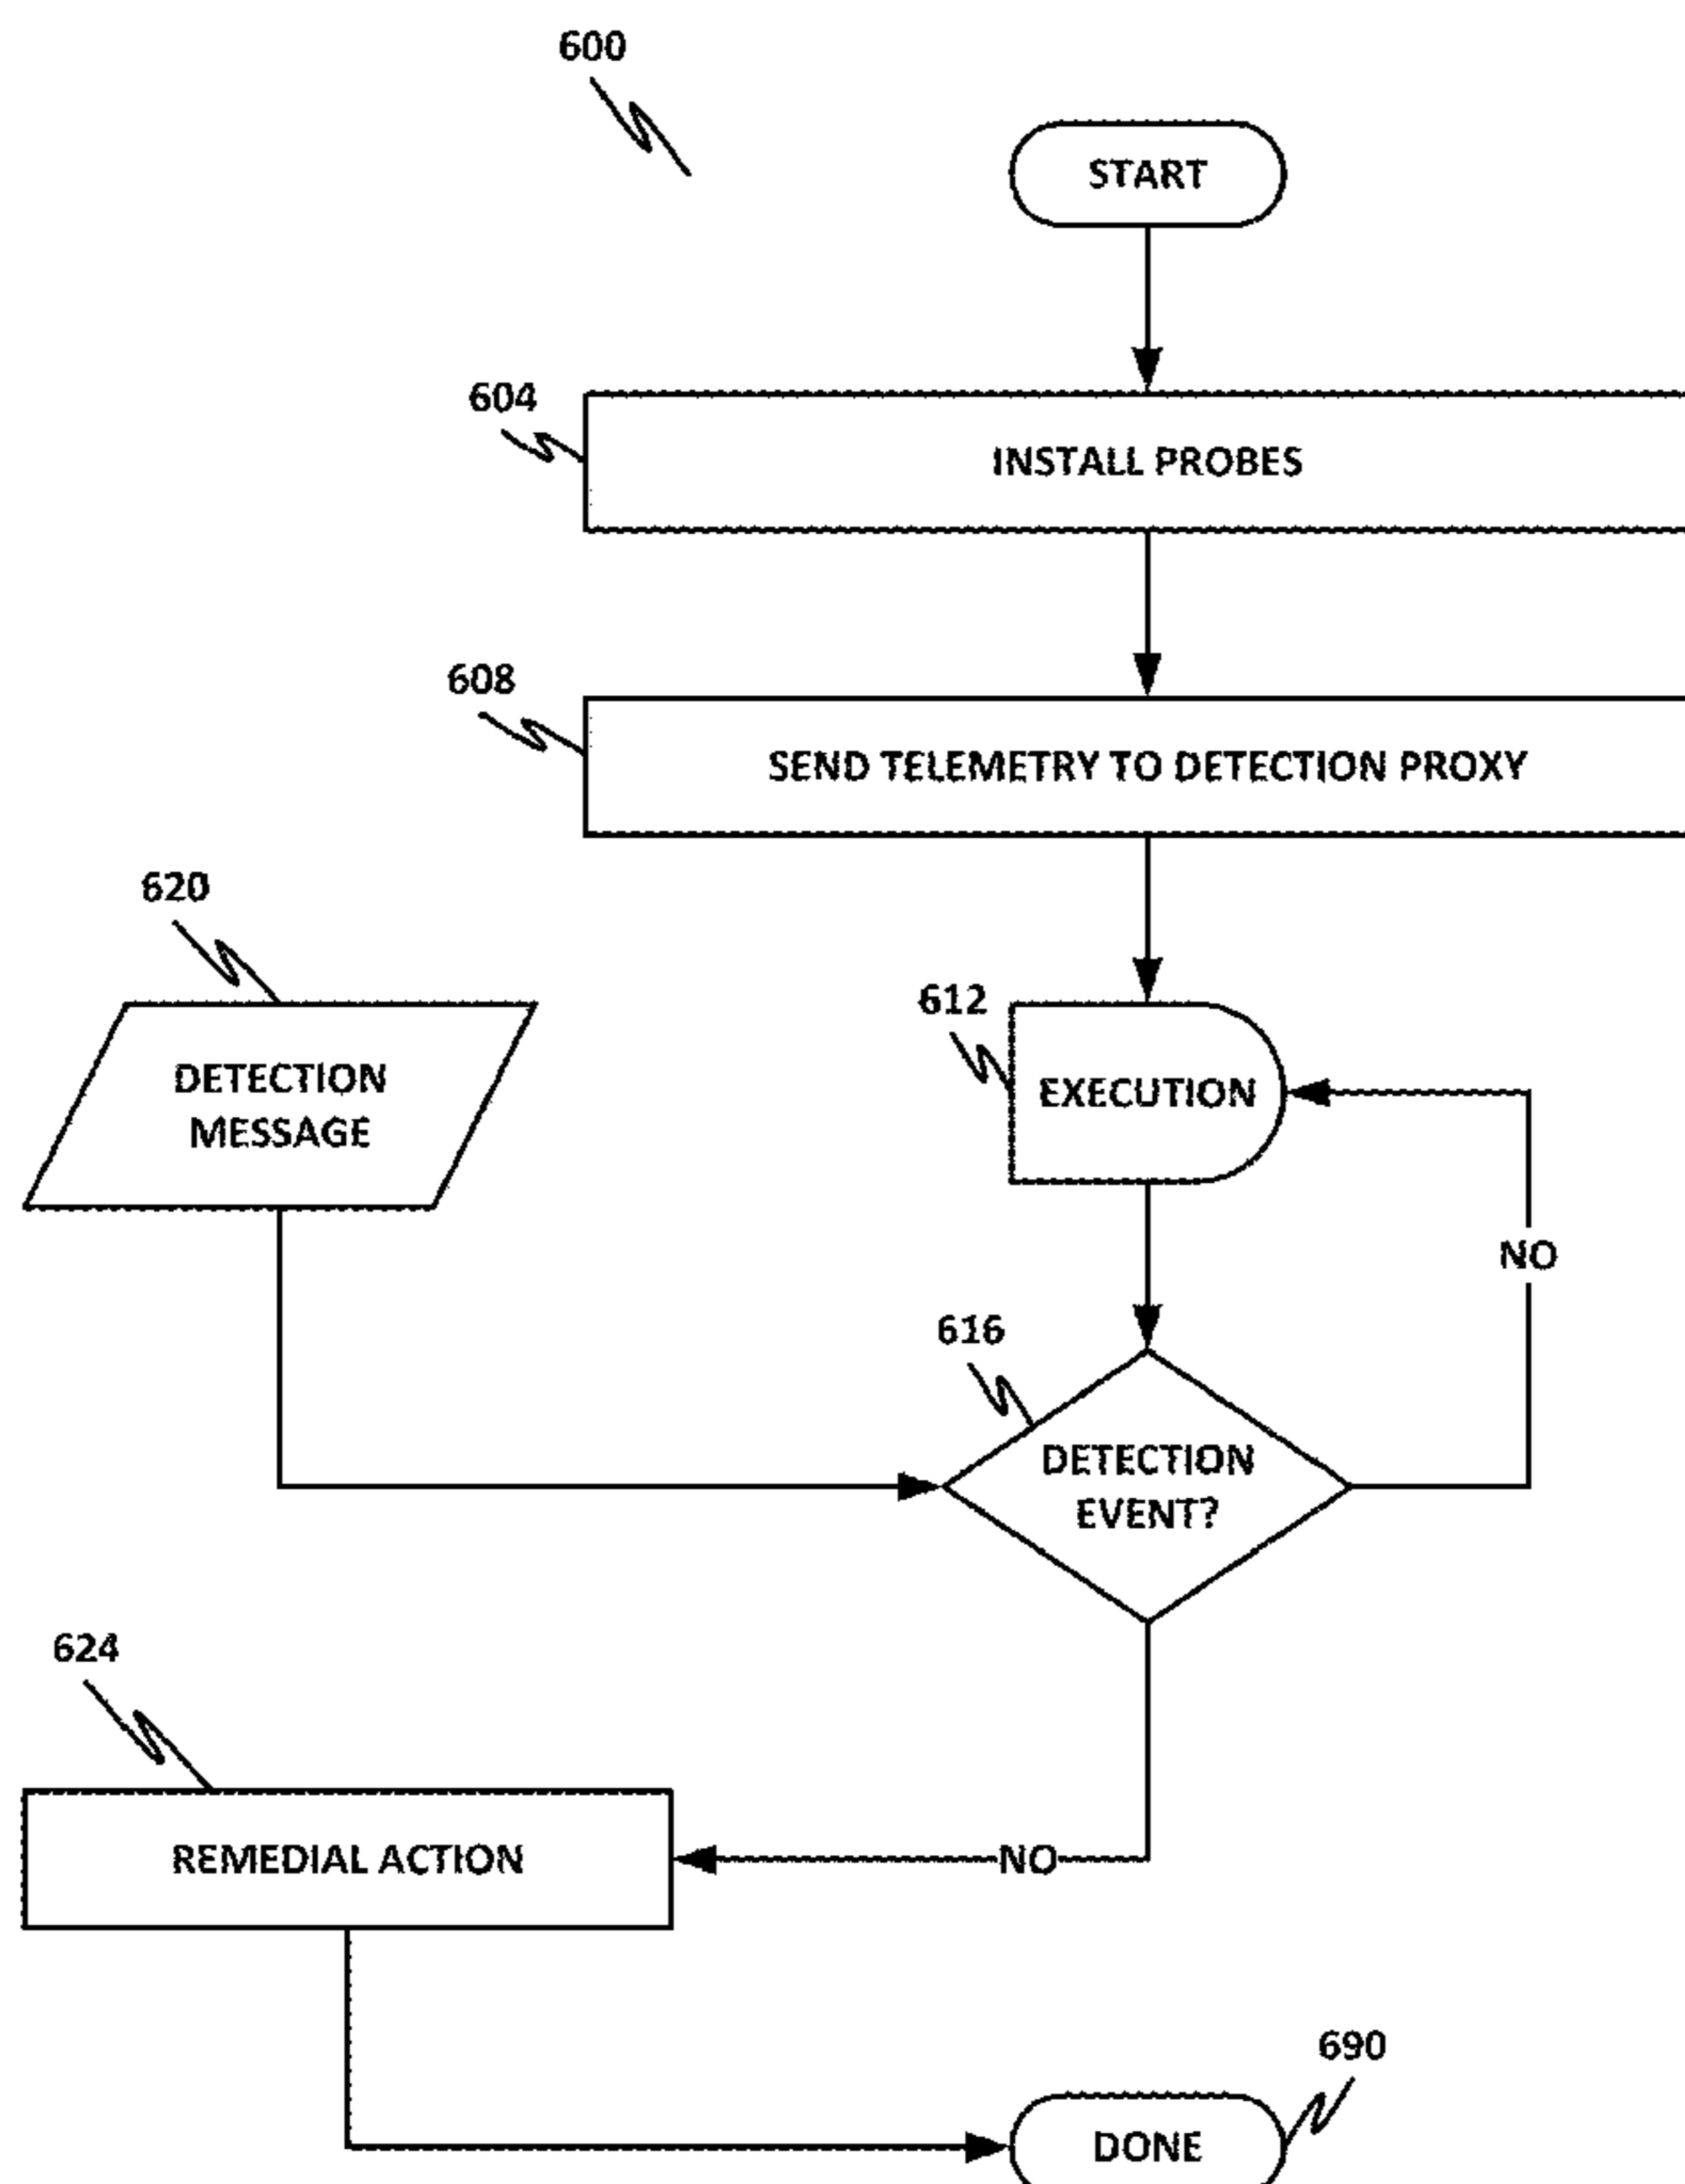 600
START
604
INSTALL PROBES
608
SEND TELEMETRY TO DETECTION PROXY
620
612
DETECTION
MESSAGE
EXECUTION
NO
616
DETECTION
EVENT?
624
REMEDIAL ACTION
NO
690
DONE